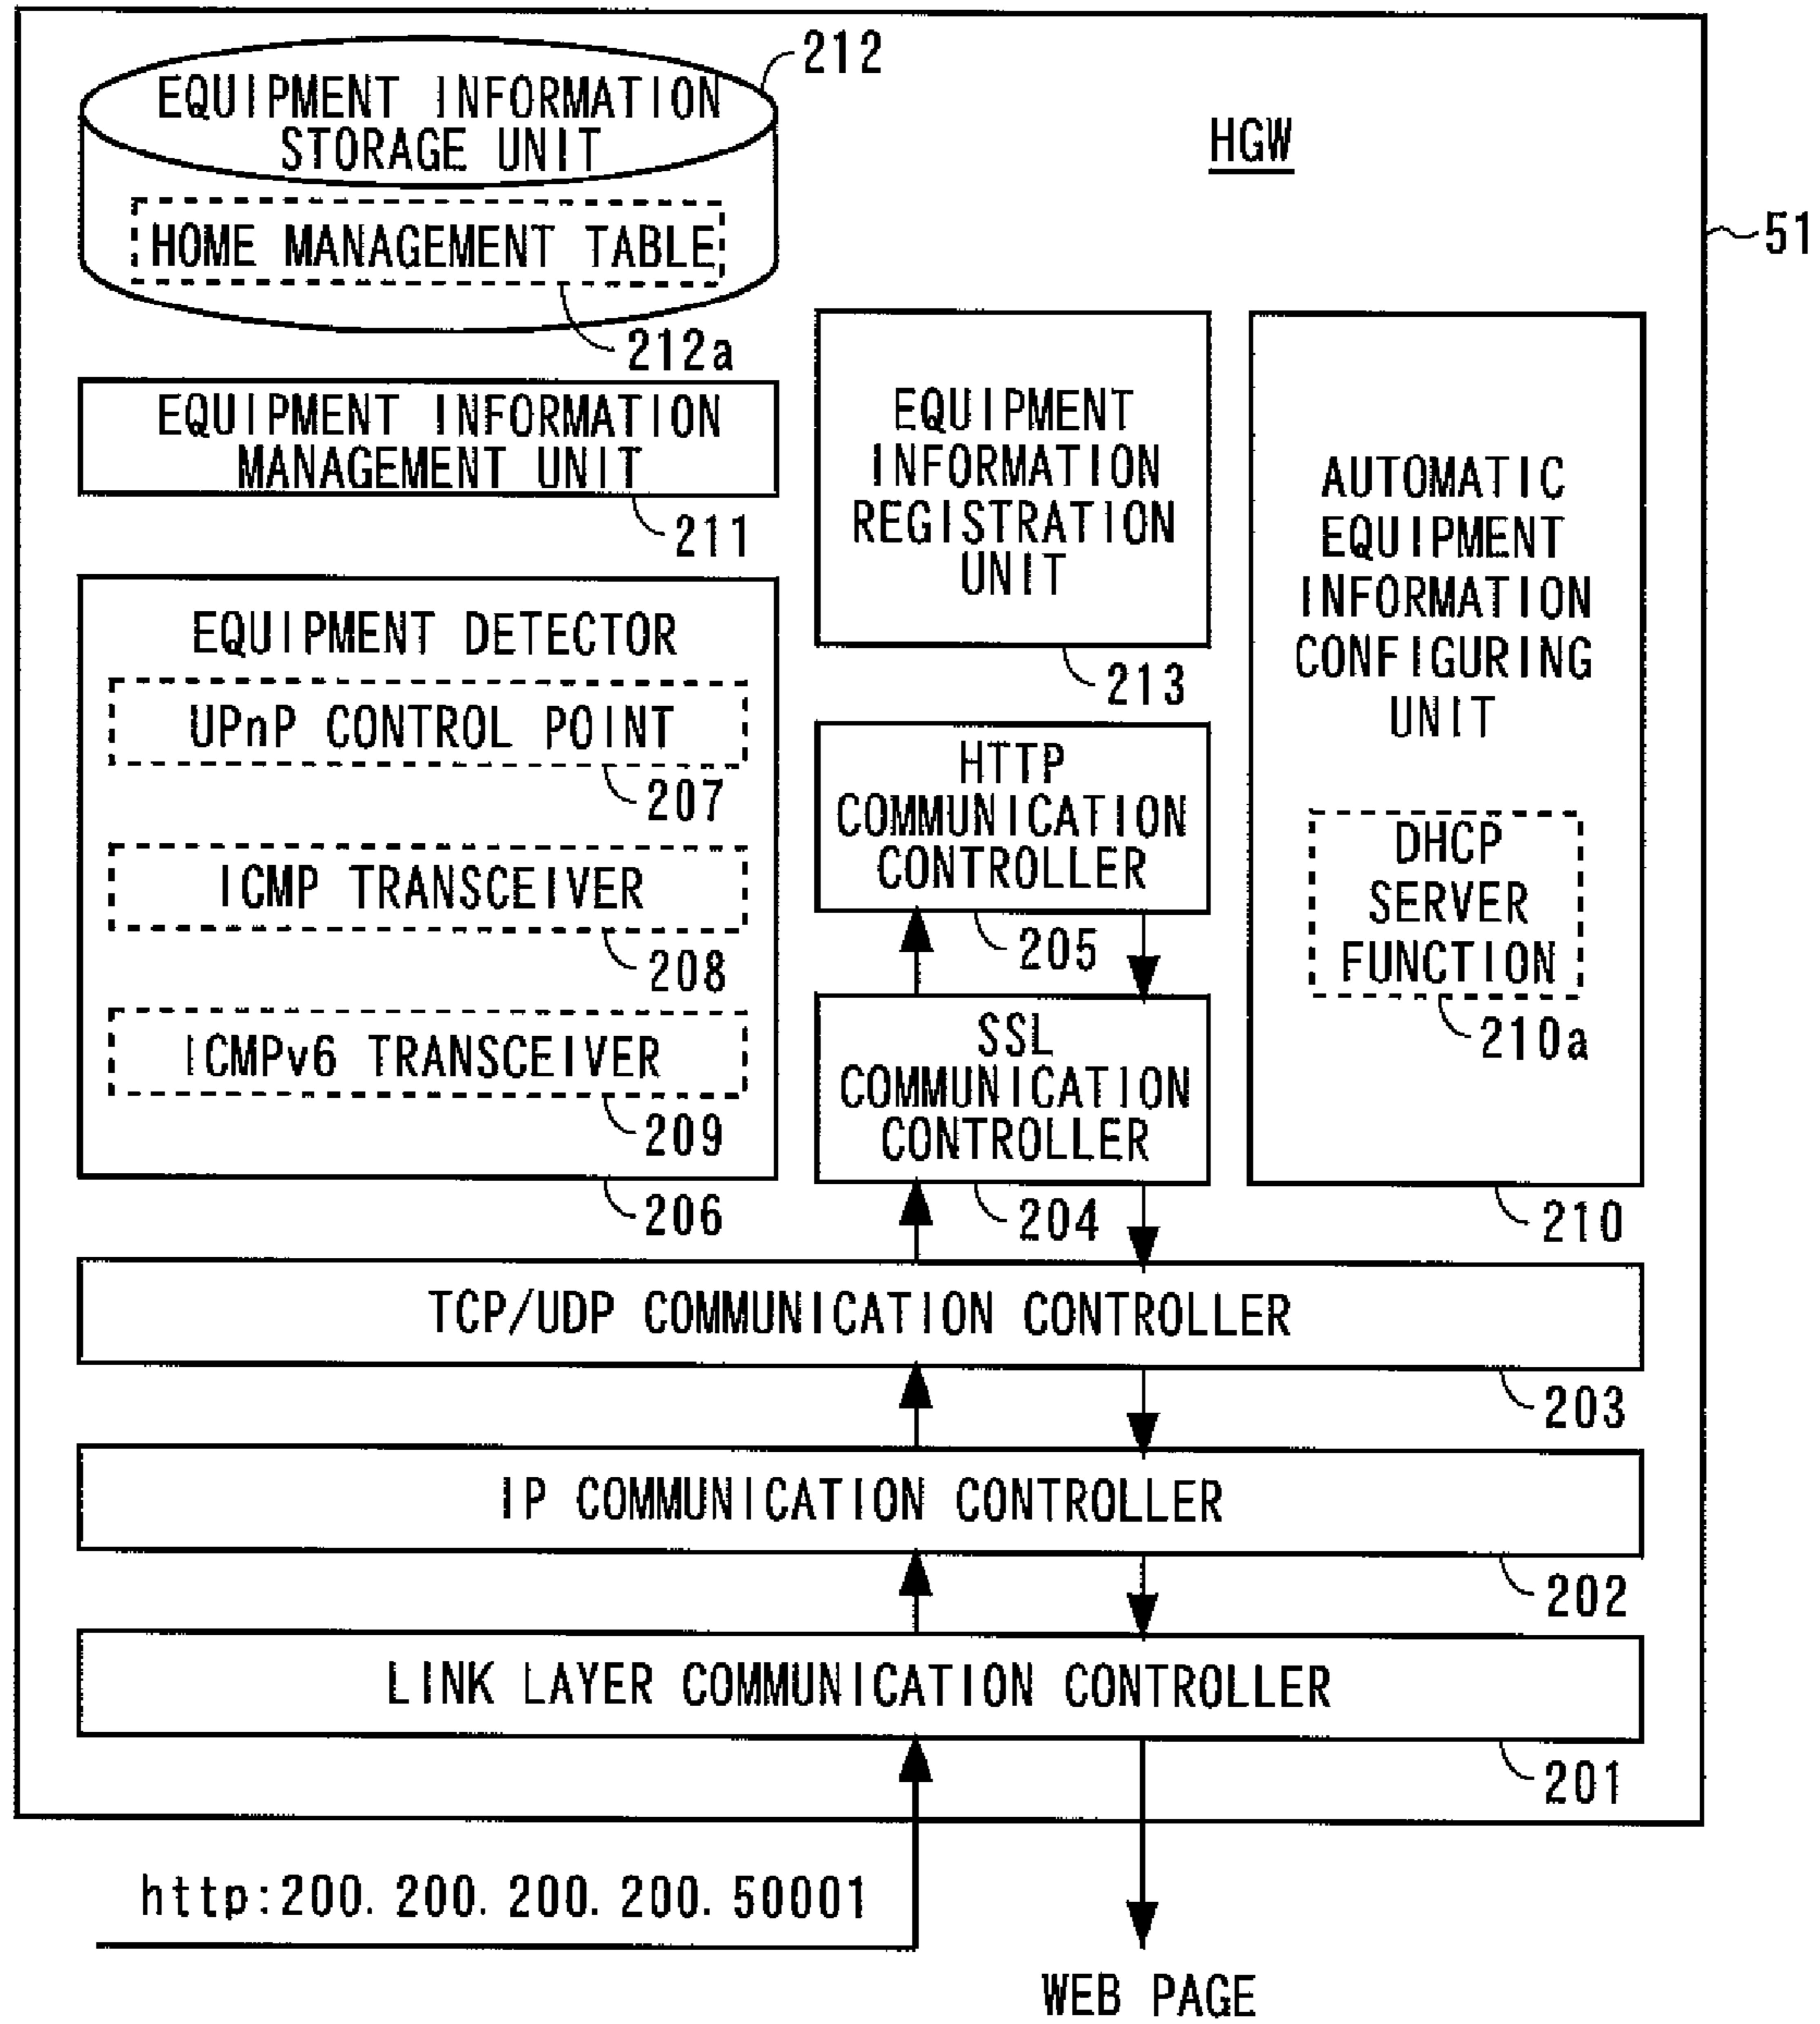 212
EQUIPMENT INFORMATION
STORAGE UNIT
HGW
HOME MANAGEMENT TABLE
51
212a
EQUIPMENT INFORMATION
MANAGEMENT UNIT
211
EQUIPMENT
INFORMATION
REGISTRATION
UNIT
213
AUTOMATIC
EQUIPMENT
INFORMATION
CONFIGURING
UNIT
DHCP
SERVER
FUNCTION
210a
210
EQUIPMENT DETECTOR
UPnP CONTROL POINT
207
ICMP TRANSCEIVER
208
ICMPv6 TRANSCEIVER
209
206
HTTP
COMMUNICATION
CONTROLLER
205
SSL
COMMUNICATION
CONTROLLER
204
TCP/UDP COMMUNICATION CONTROLLER
203
IP COMMUNICATION CONTROLLER
202
LINK LAYER COMMUNICATION CONTROLLER
201
http:200.200.200.200.50001
WEB PAGE